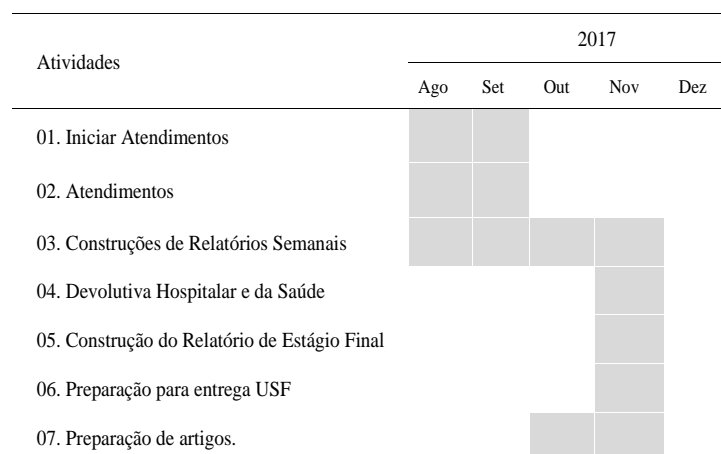 2017
Atividades
Ago Set Out Nov Dez
01. Iniciar Atendimentos
02. Atendimentos
03. Construções de Relatórios Semanais
04. Devolutiva Hospitalar e da Saúde
05. Construção do Relatório de Estágio Final
06. Preparação para entrega USF
07. Preparação de artigos.